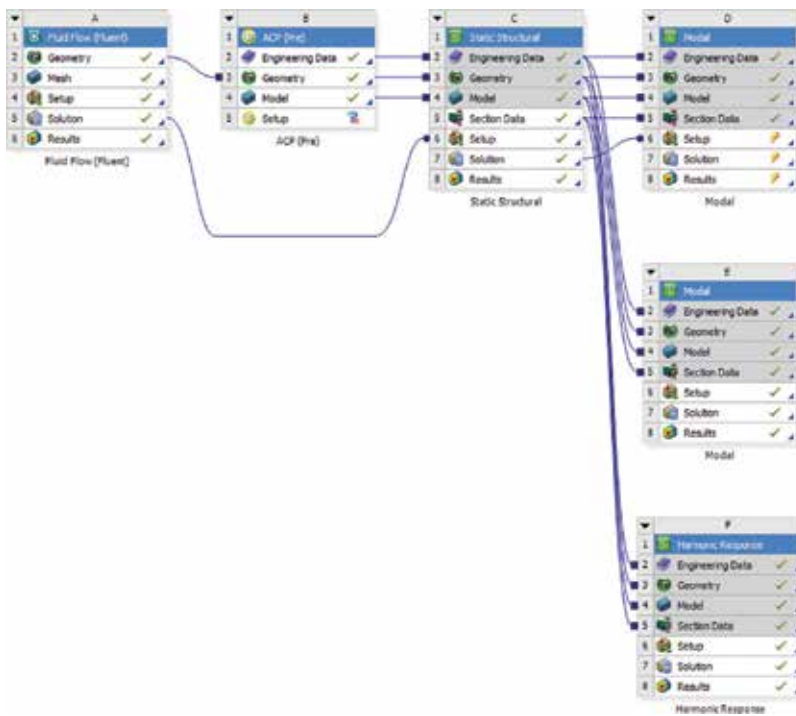 A
1 Fluid Flow (Fluent)
2 Geometry
3 Mesh
4 Setup
5 Solution
6 Results
Fluid Flow (Fluent)
B
1 ACP (Pre)
2 Engineering Data
3 Geometry
4 Model
5 Setup
ACP (Pre)
C
1 Static Structural
2 Engineering Data
3 Geometry
4 Model
5 Section Data
6 Setup
7 Solution
8 Results
Static Structural
D
1 Modal
2 Engineering Data
3 Geometry
4 Model
5 Section Data
6 Setup
7 Solution
8 Results
Modal
E
1 Modal
2 Engineering Data
3 Geometry
4 Model
5 Section Data
6 Setup
7 Solution
8 Results
Modal
F
1 Harmonic Response
2 Engineering Data
3 Geometry
4 Model
5 Section Data
6 Setup
7 Solution
8 Results
Harmonic Response